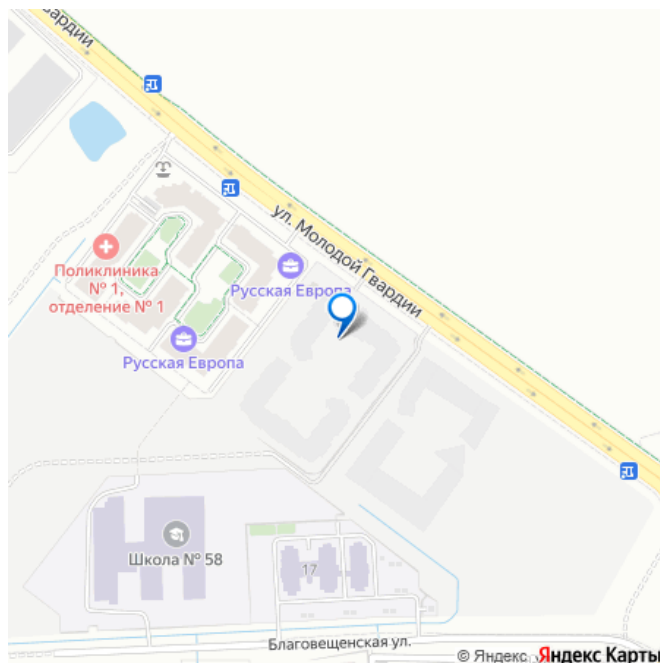 вардии
ул. Молодой Гвардии
Поликлиника
№ 1,
отделение № 1
Русская Европа
Русская Европа
Школа № 58
17
Благовещенская ул.
© Яндекс
Яндекс Карты